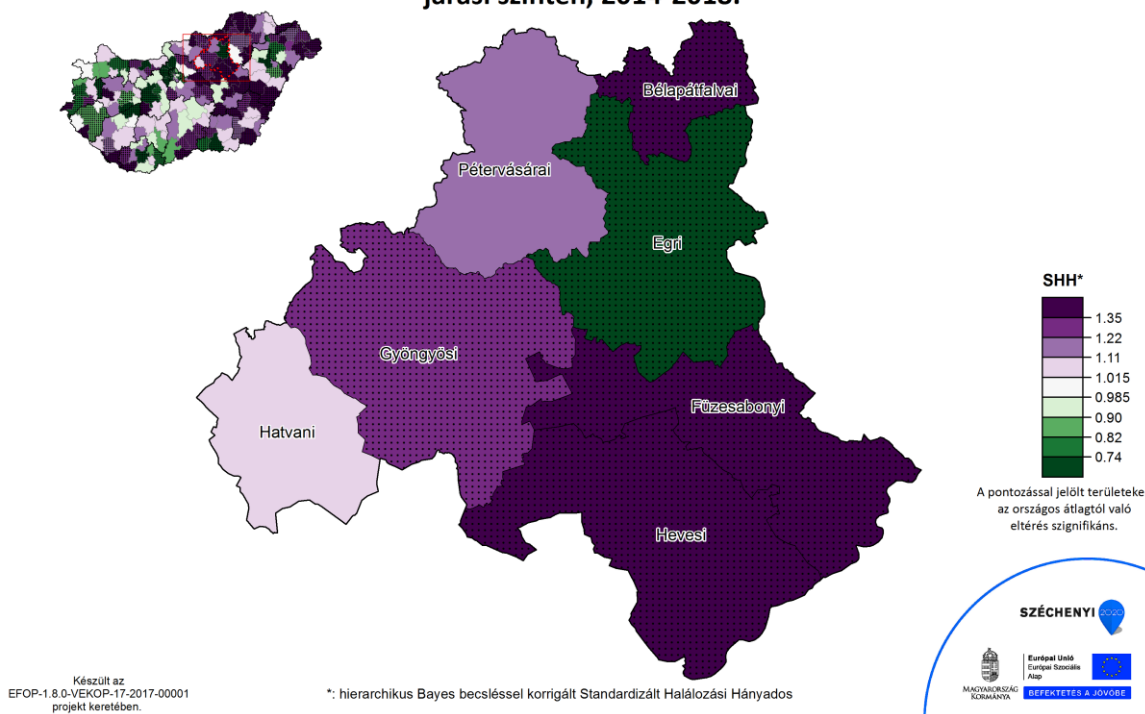 járási szinten, 2014-2018.
Bélapátfalvai
Pétervásárai
Egri
Gyöngyösi
Füzesabonyi
Hatvani
Hevesi
SHH*
1.35
1.22
1.11
1.015
0.985
0.90
0.82
0.74
A pontozással jelölt területeke
az országos átlagtól való
eltérés szignifikáns.
SZÉCHENYI 2020
MAGYARORSZÁG
KORMÁNYA
Európai Unió
Európai Szociális
Alap
BEFEKTETÉS A JÖVŐBE
Készült az
EFOP-1.8.0-VEKOP-17-2017-00001
projekt keretében.
*: hierarchikus Bayes becsléssel korrigált Standardizált Halálozási Hányados